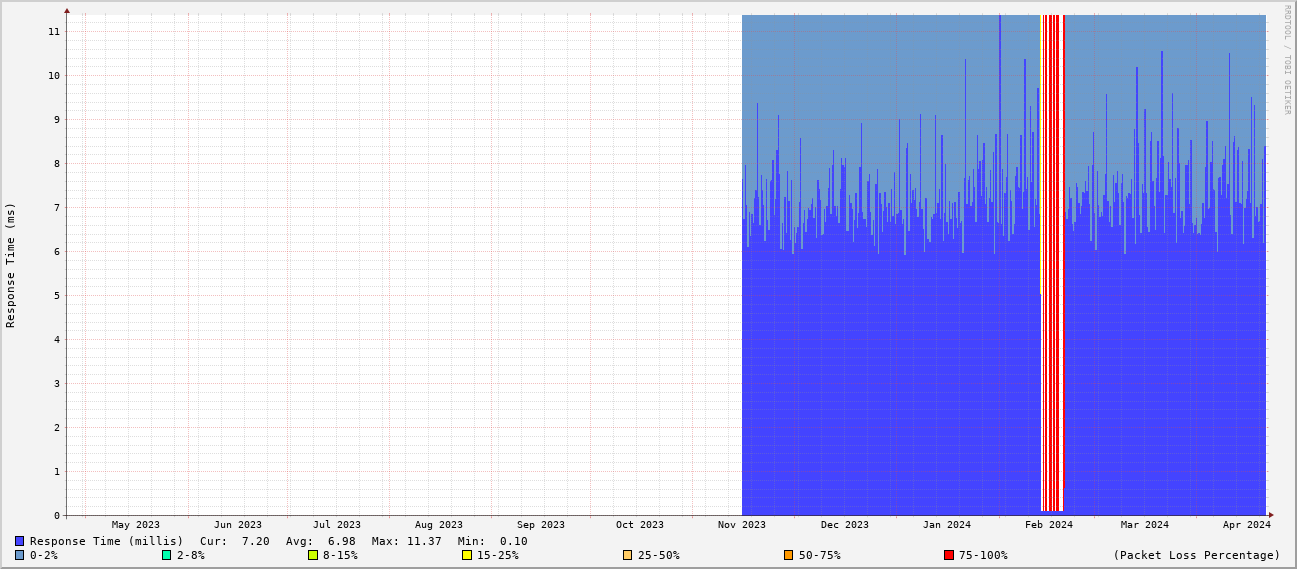 RRDTOOL / TOBI OETIKER
Response Time (ms)
11
10
9
8
7
6
5
4
3
2
1
0
May 2023 Jun 2023 Jul 2023 Aug 2023 Sep 2023 Oct 2023 Nov 2023 Dec 2023 Jan 2024 Feb 2024 Mar 2024 Apr 2024
Response Time (millis) Cur: 7.20 Avg: 6.98 Max: 11.37 Min: 0.10
0-2% 2-8% 8-15% 15-25% 25-50% 50-75% 75-100% (Packet Loss Percentage)